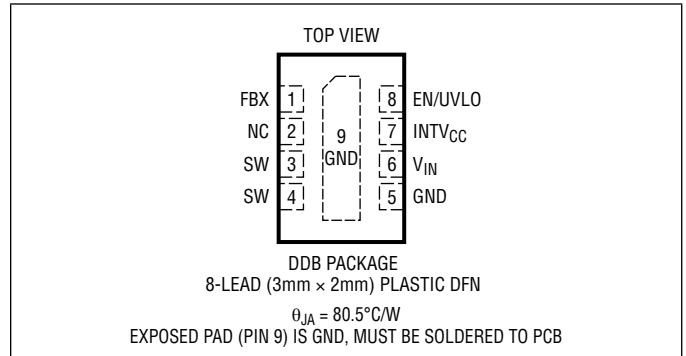 TOP VIEW
FBX 1 8 EN/UVLO
NC 2 9 7 INTVCC
SW 3 GND 6 VIN
SW 4 5 GND
DDB PACKAGE
8-LEAD (3mm × 2mm) PLASTIC DFN
θJA = 80.5°C/W
EXPOSED PAD (PIN 9) IS GND, MUST BE SOLDERED TO PCB